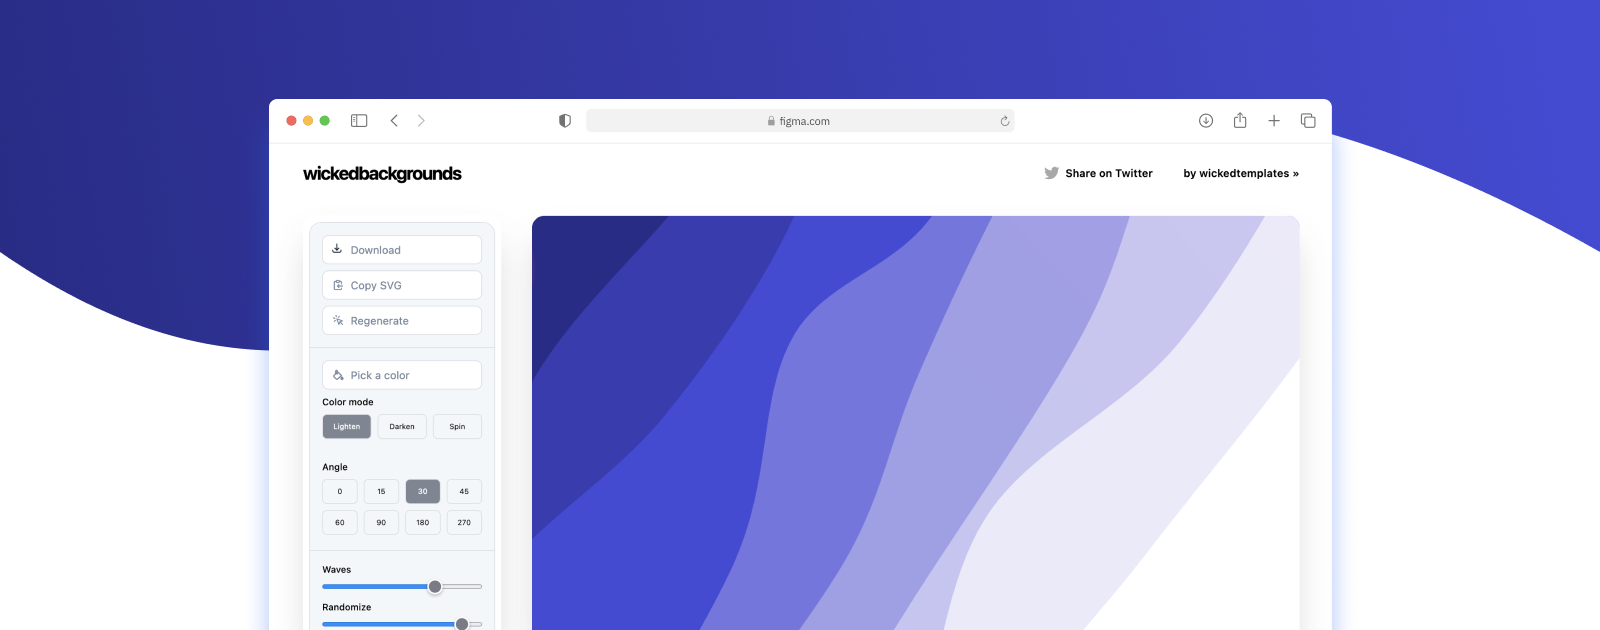 figma.com
wickedbackgrounds
Share on Twitter
by wickedtemplates »
Download
Copy SVG
Regenerate
Pick a color
Color mode
Lighten Darken Spin
Angle
0 15 30 45
60 90 180 270
Waves
Randomize